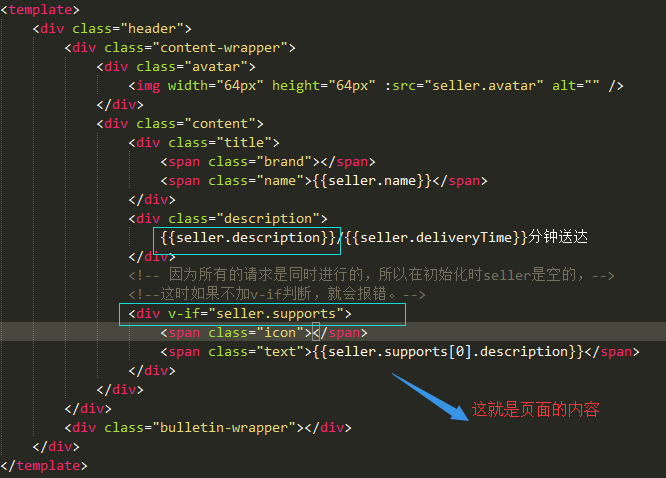 <template>
<div class="header">
<div class="content-wrapper">
<div class="avatar">
<img width="64px" height="64px" :src="seller.avatar" alt="" />
</div>
<div class="content">
<div class="title">
<span class="brand"></span>
<span class="name">{{seller.name}}</span>
</div>
<div class="description">
{{seller.description}}/{{seller.deliveryTime}}分钟送达
</div>
<!-- 因为所有的请求是同时进行的，所以在初始化时seller是空的，-->
<!--这时如果不加v-if判断，就会报错。-->
<div v-if="seller.supports">
<span class="icon"></span>
<span class="text">{{seller.supports[0].description}}</span>
</div>
</div>
这就是页面的内容
</div>
<div class="bulletin-wrapper"></div>
</div>
</template>